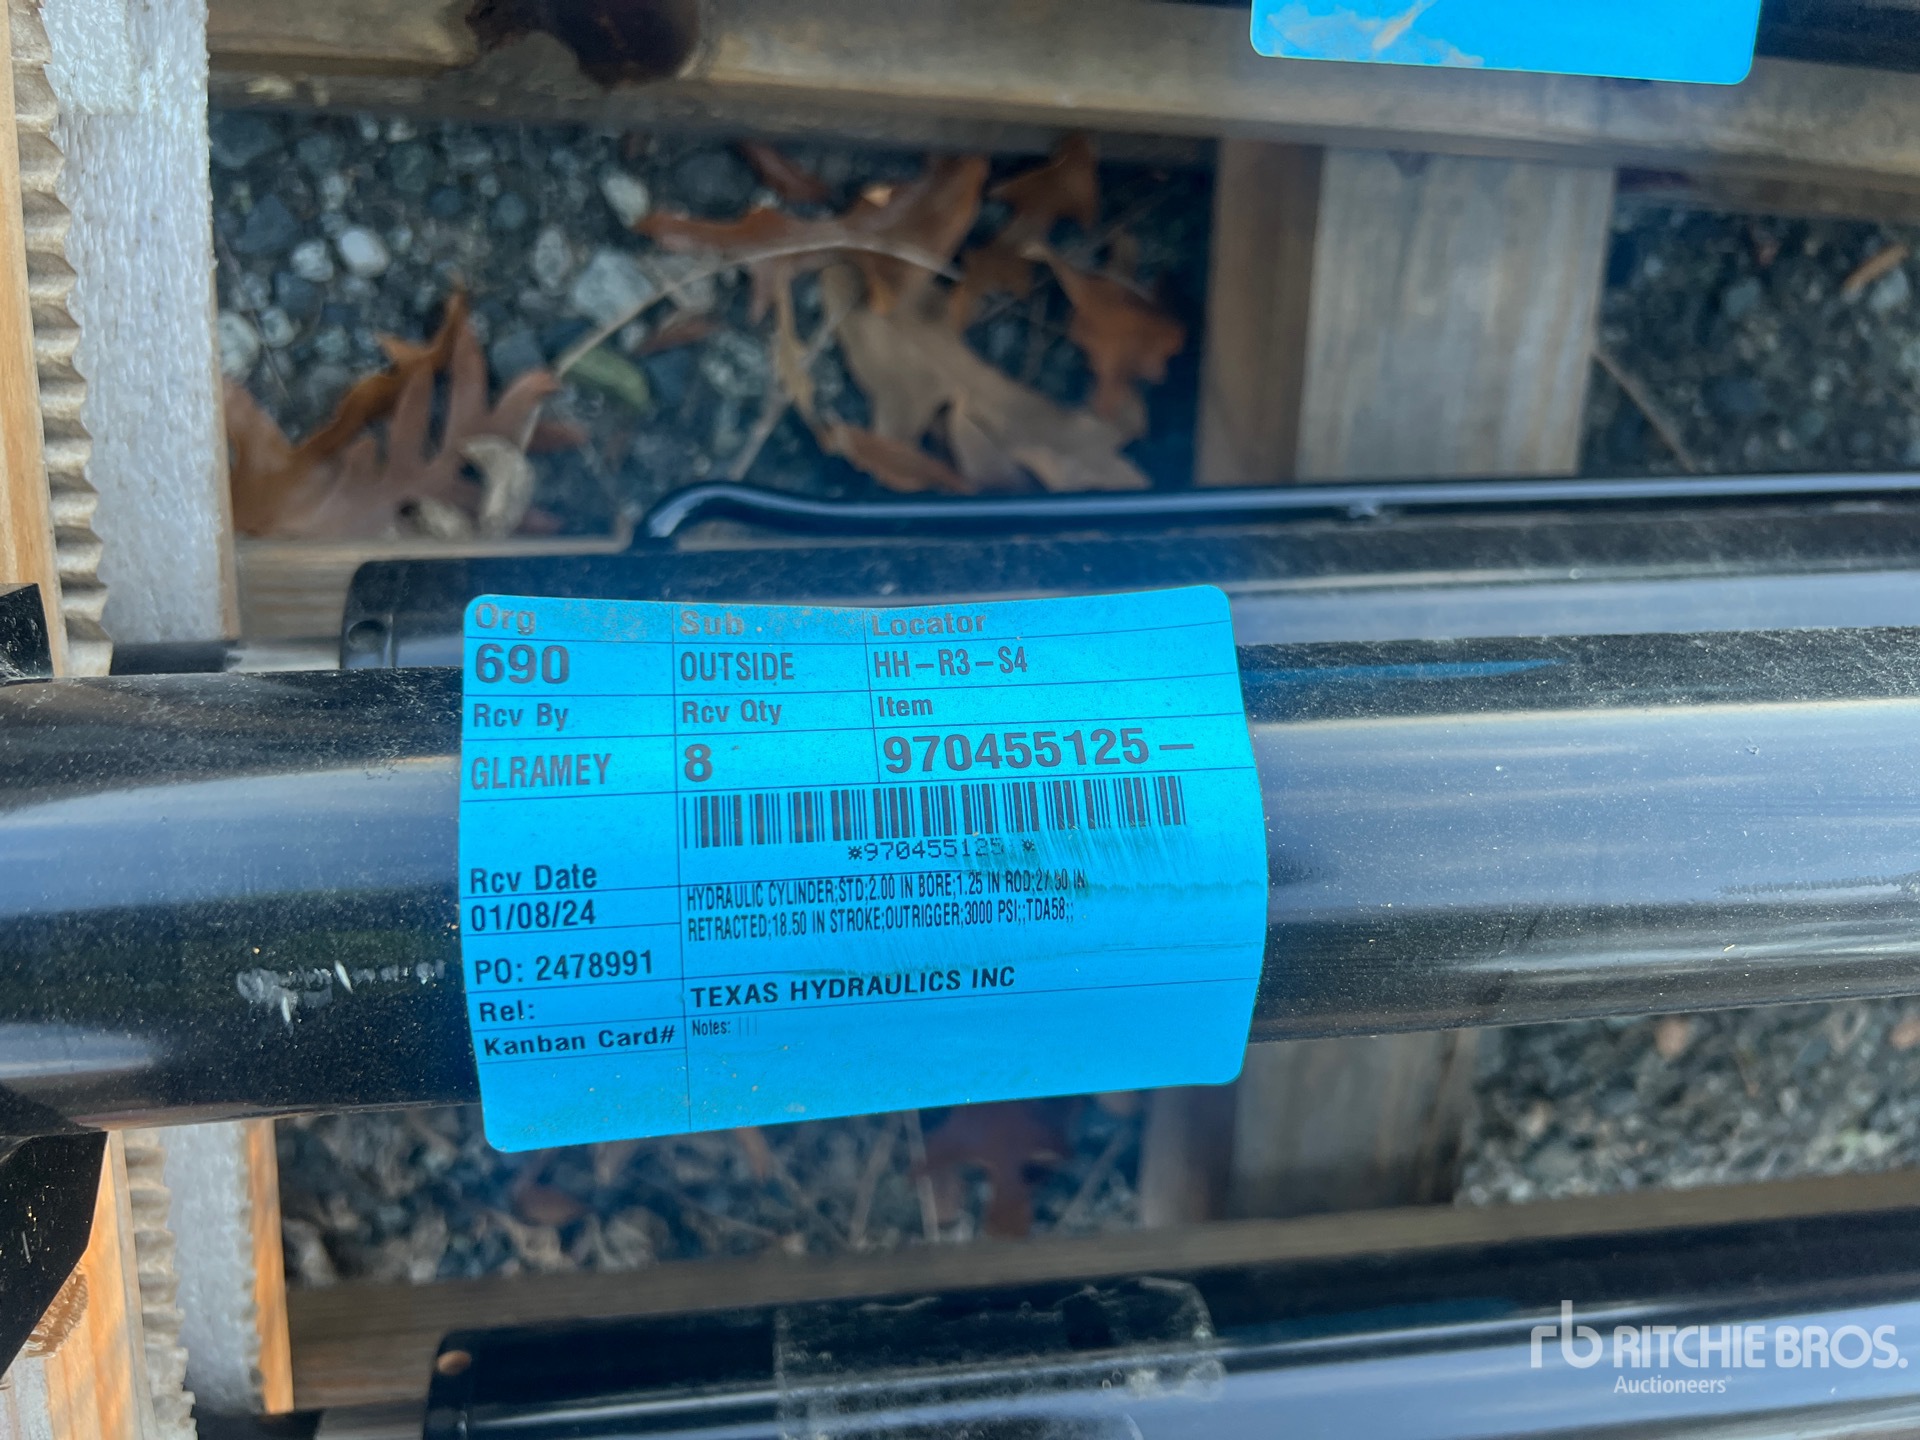 Org Sub Locator
690 OUTSIDE HH-R3-S4
Rcv By Rcv Qty Item
GLRAMEY 8 970455125-
*970455125 *
Rcv Date
01/08/24
HYDRAULIC CYLINDER;STD;2.00 IN BORE;1.25 IN ROD; IN
RETRACTED;18.50 IN STROKE;OUTRIGGER;3000 PSI;;TDA58;;
PO: 2478991
TEXAS HYDRAULICS INC
Rel:
Notes:
Kanban Card#
rb RITCHIE BROS.
Auctioneers